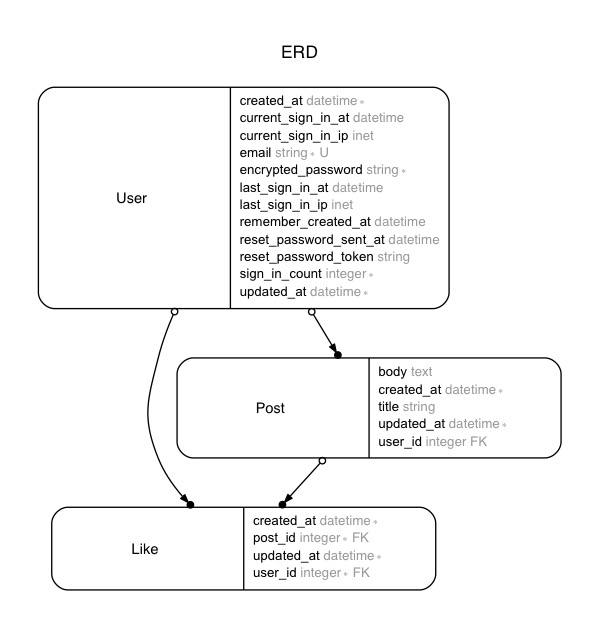 ERD
User
created_at datetime *
current_sign_in_at datetime
current_sign_in_ip inet
email string * U
encrypted_password string *
last_sign_in_at datetime
last_sign_in_ip inet
remember_created_at datetime
reset_password_sent_at datetime
reset_password_token string
sign_in_count integer *
updated_at datetime *
Post
body text
created_at datetime *
title string
updated_at datetime *
user_id integer FK
Like
created_at datetime *
post_id integer * FK
updated_at datetime *
user_id integer * FK